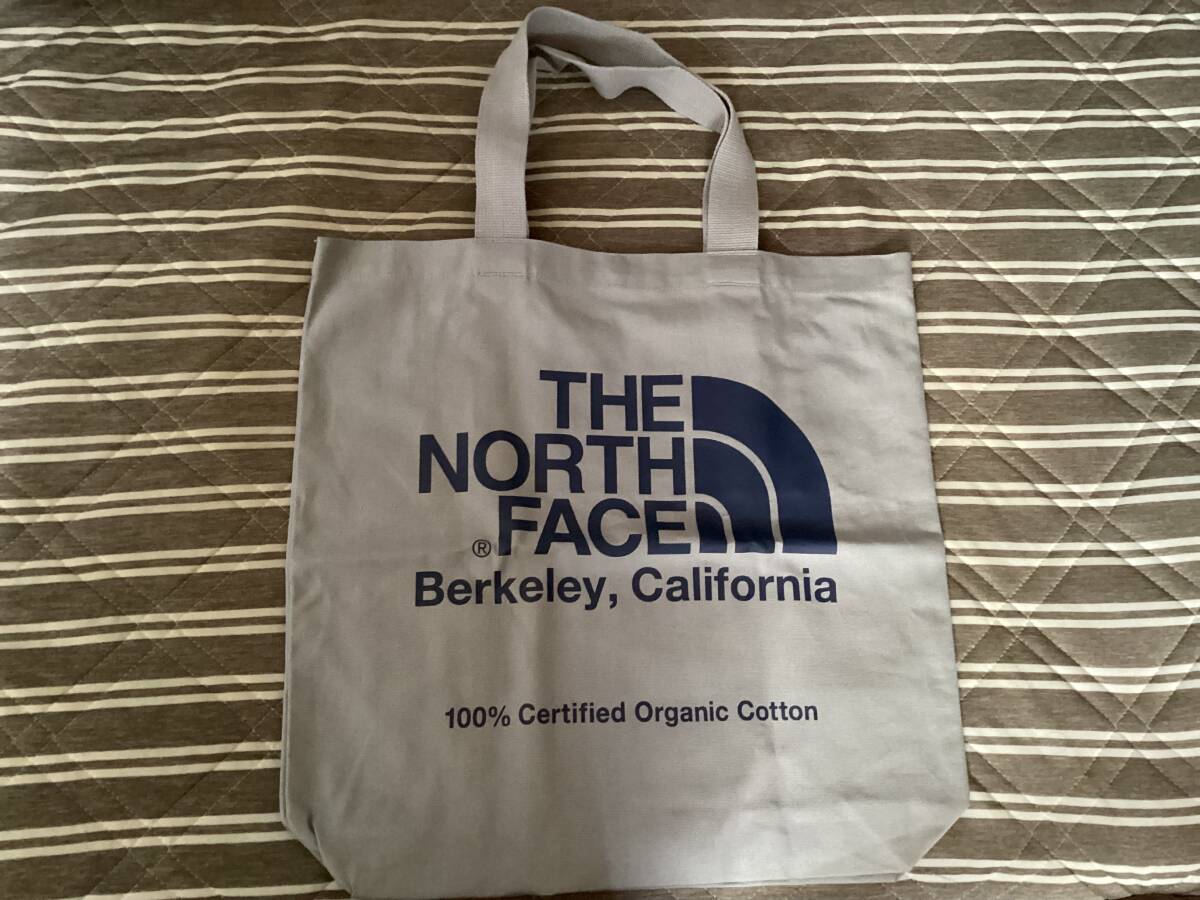 THE
NORTH
® FACE
Berkeley, California
100% Certified Organic Cotton